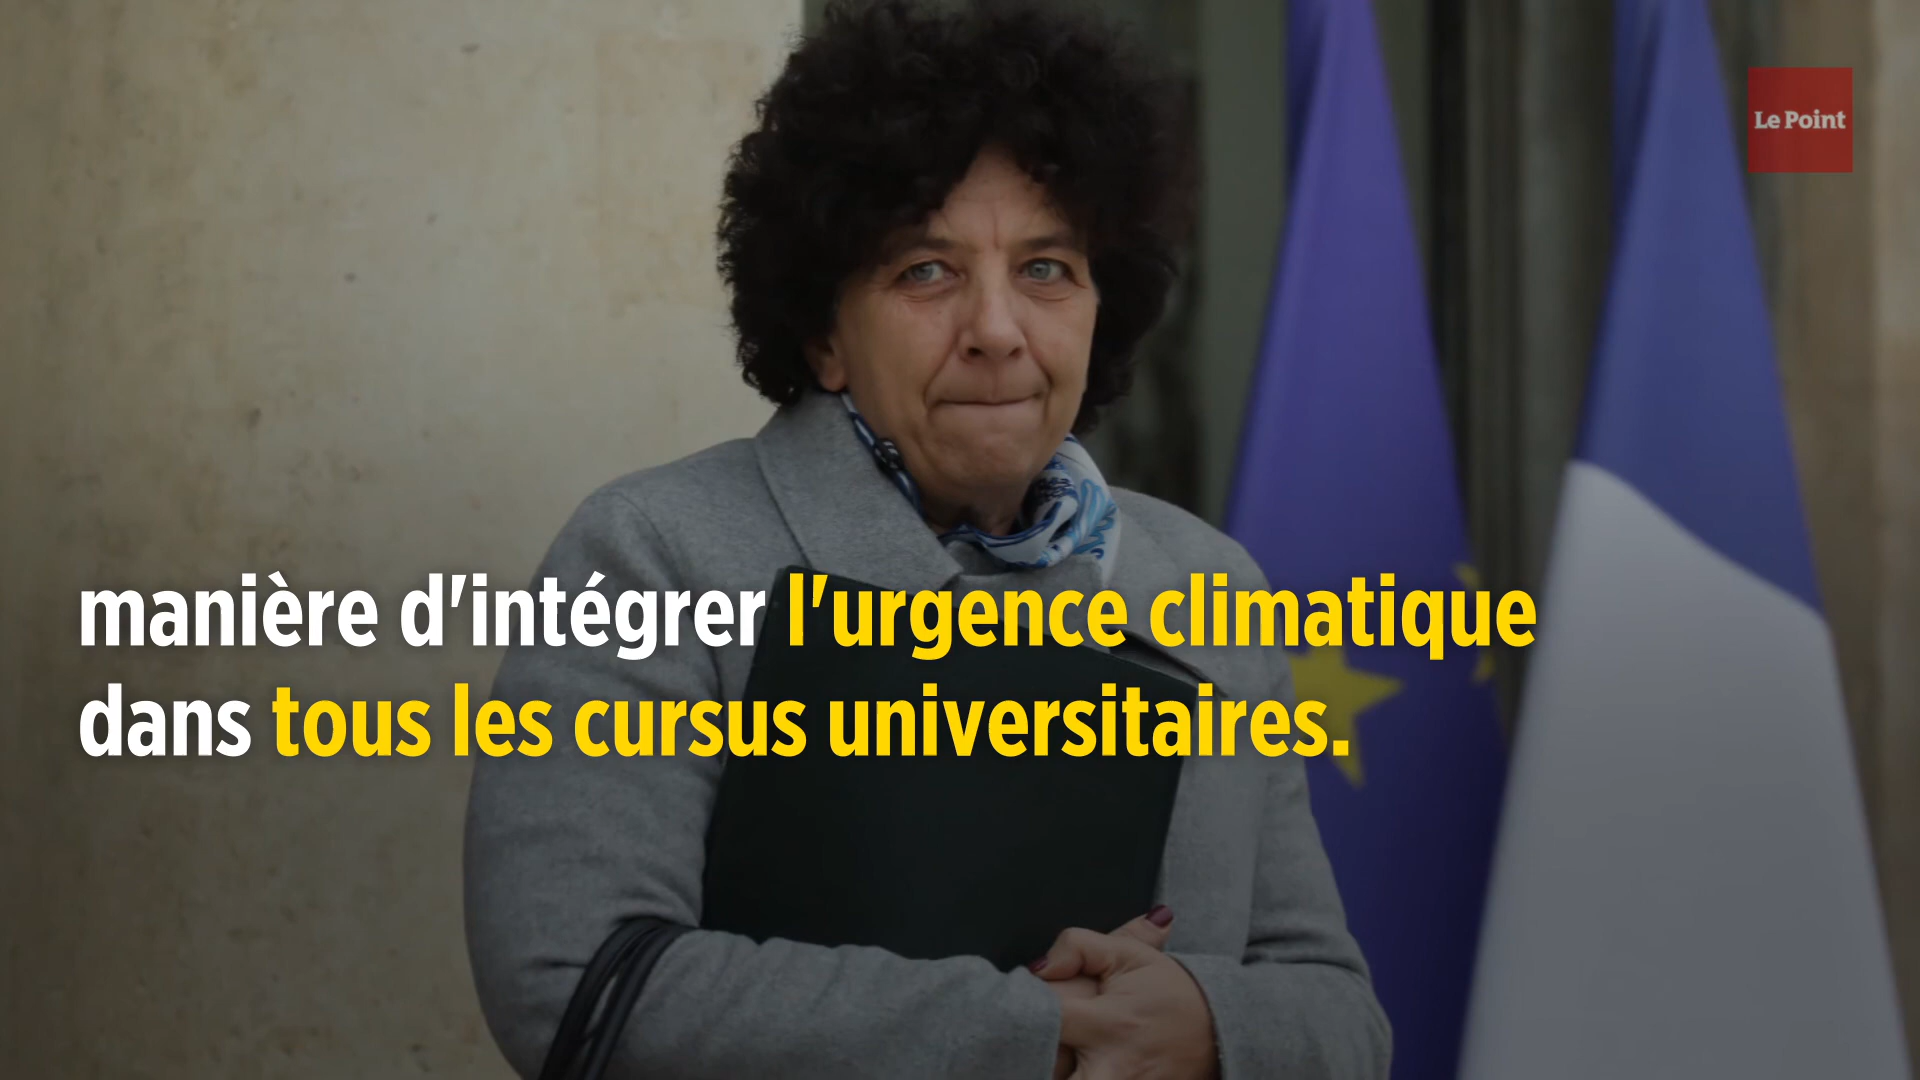 Le Point
manière d'intégrer l'urgence climatique
dans tous les cursus universitaires.